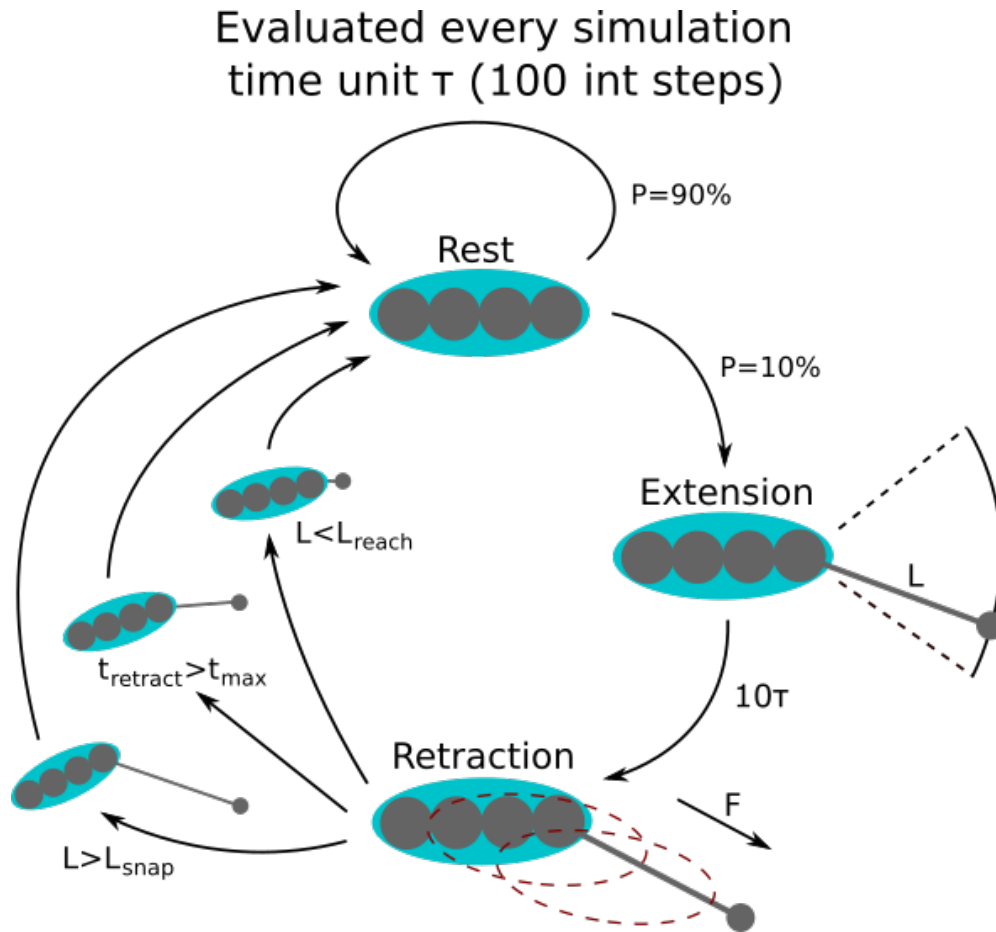 Evaluated every simulation
time unit τ (100 int steps)
P=90%
Rest
P=10%
Extension
L
L<Lreach
tretract>tmax
10τ
Retraction
F
L>Lsnap